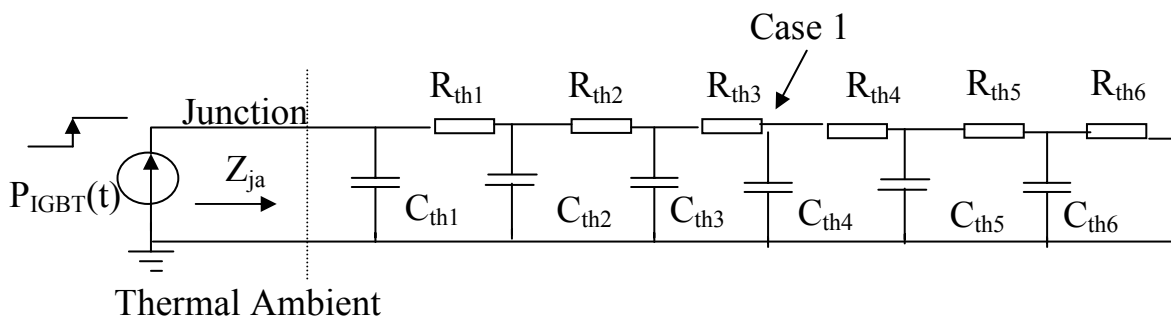 Case 1
R_th1 R_th2 R_th3 R_th4 R_th5 R_th6
Junction
P_IGBT(t)
Z_ja
C_th1 C_th2 C_th3 C_th4 C_th5 C_th6
Thermal Ambient